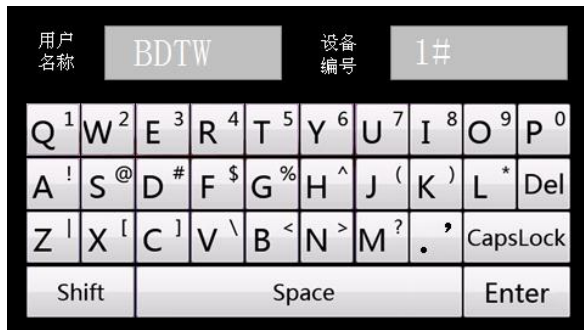 用户名称 BDTW 设备编号 1#
Q 1 W 2 E 3 R 4 T 5 Y 6 U 7 I 8 O 9 P 0
A ! S @ D # F $ G % H ^ J ( K ) L * Del
Z | X [ C ] V \ B < N > M ? . , CapsLock
Shift Space Enter